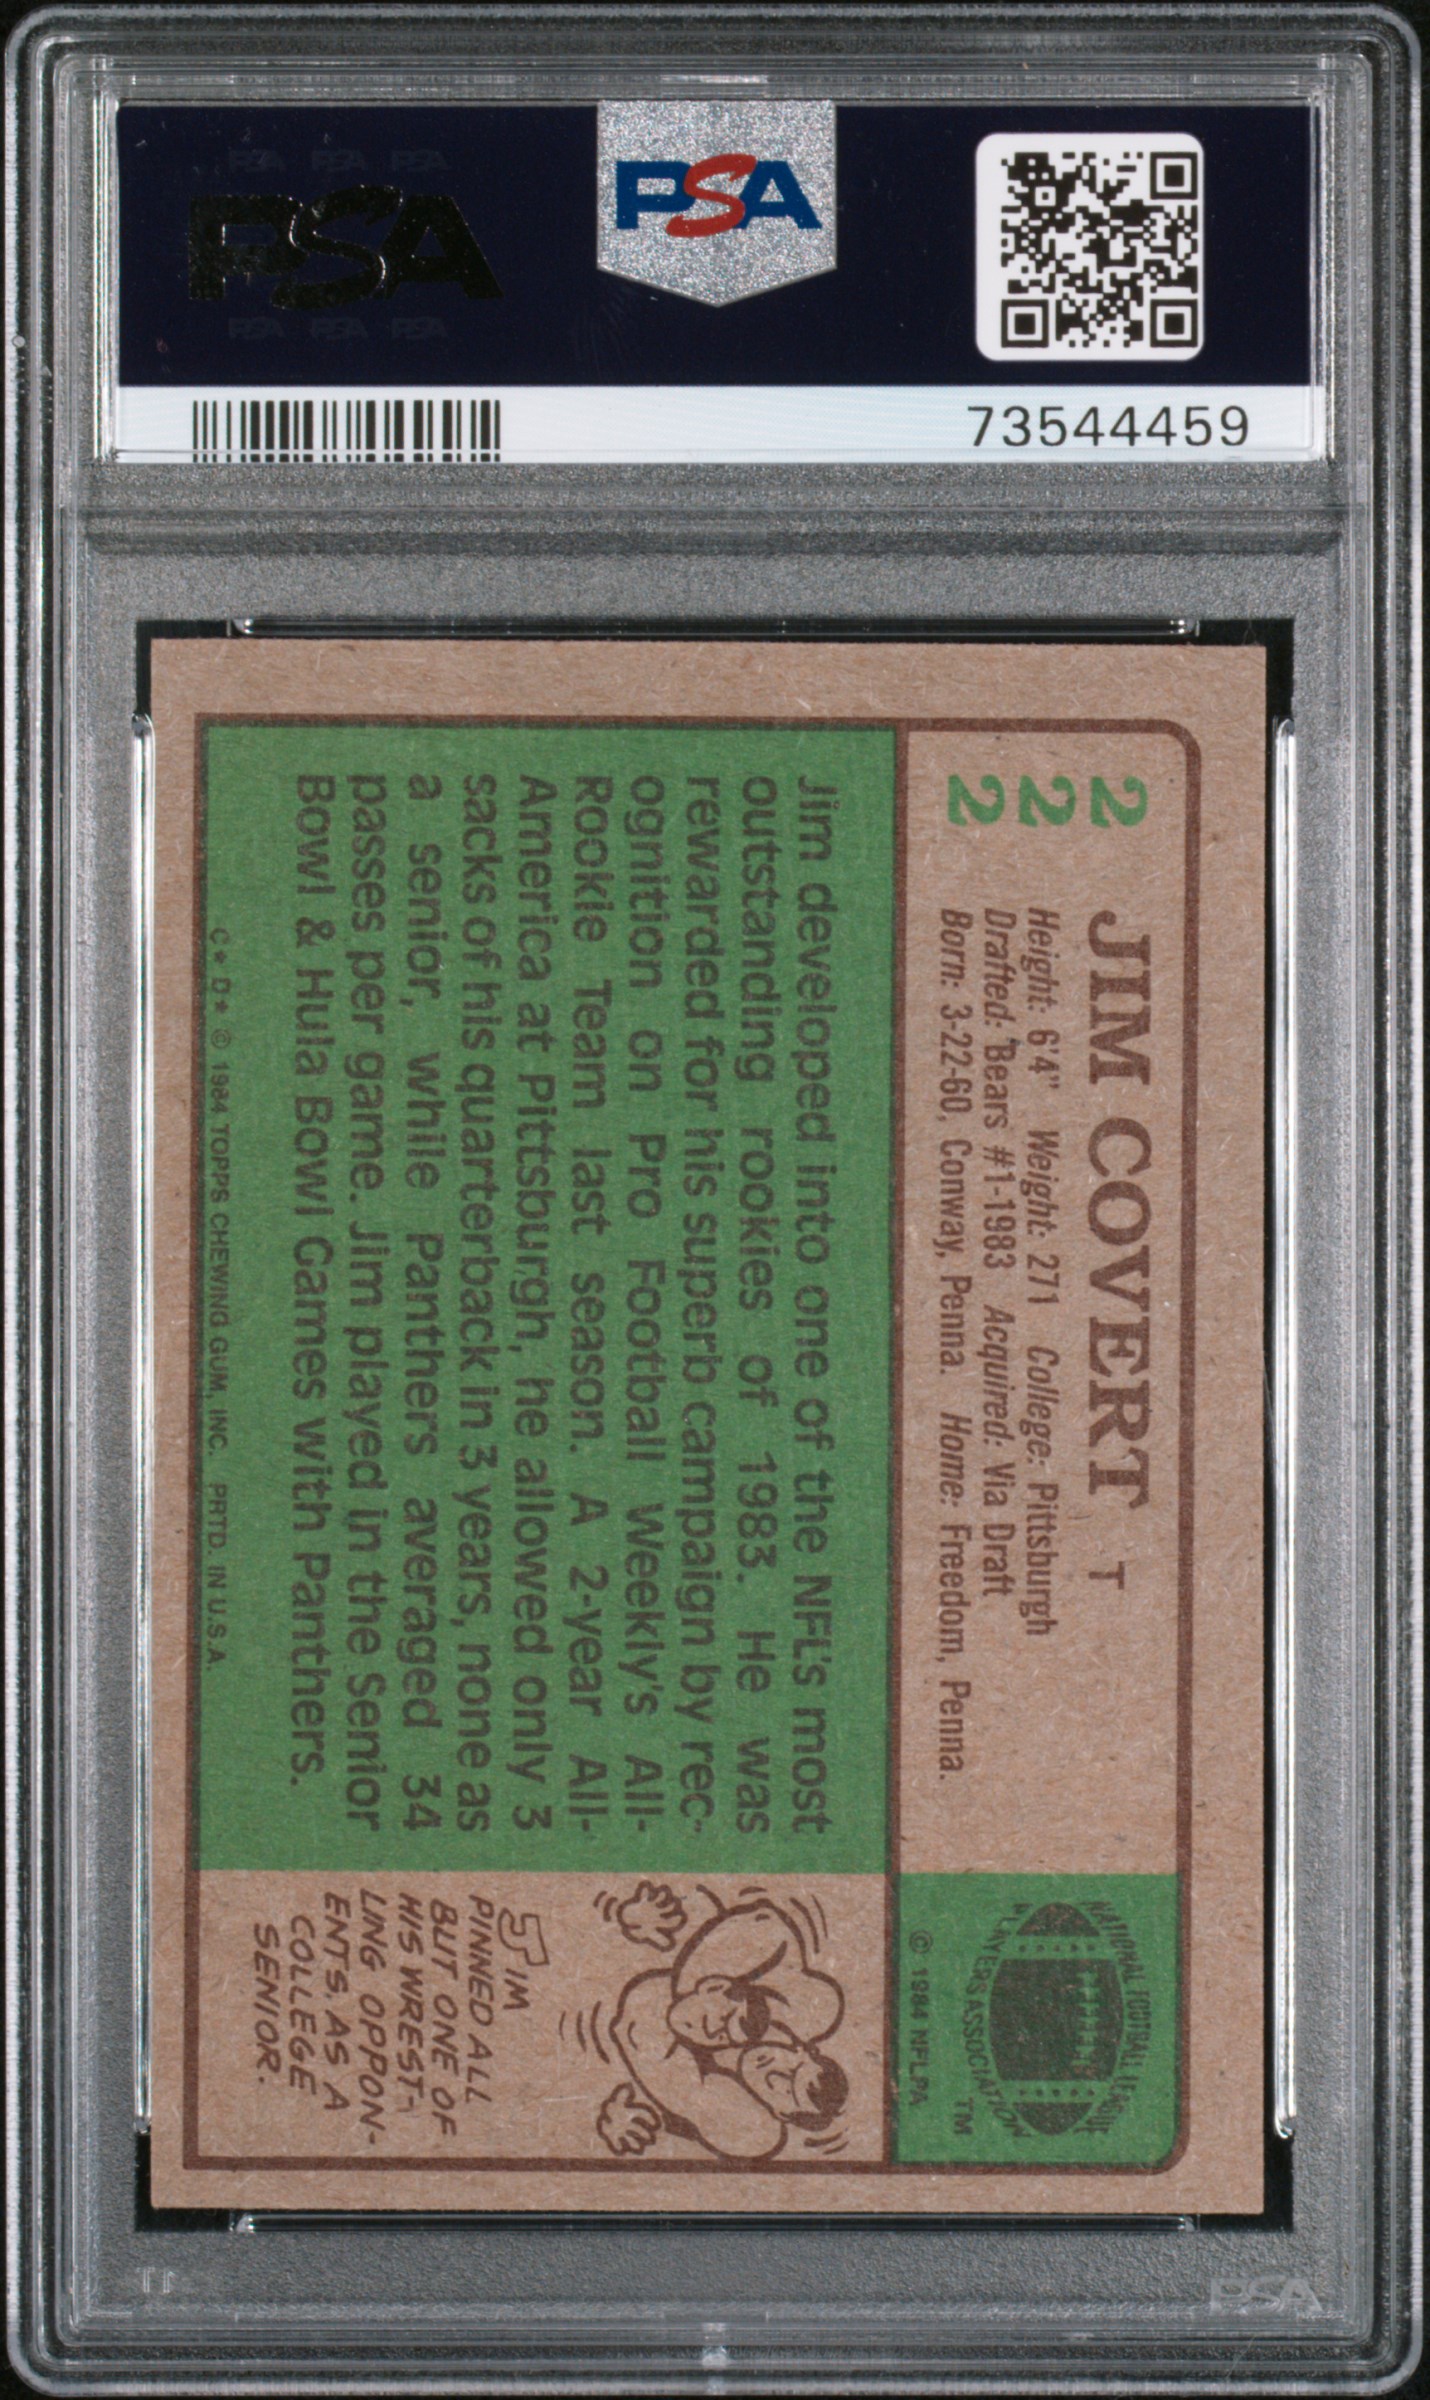 PSA PSA PSA
PSA
PSA PSA PSA
PSA
73544459
222
JIM COVERT T
Height: 6'4" Weight: 271 College: Pittsburgh
Drafted: Bears #1-1983 Acquired: Via Draft
Born: 3-22-60, Conway, Penna. Home: Freedom, Penna.
NATIONAL FOOTBALL LEAGUE
PLAYERS ASSOCIATION
TM
© 1984 NFLPA
Jim developed into one of the NFL's most
outstanding rookies of 1983. He was
rewarded for his superb campaign by rec-
ognition on Pro Football Weekly's All-
Rookie Team last season. A 2-year All-
America at Pittsburgh, he allowed only 3
sacks of his quarterback in 3 years, none as
a senior, while Panthers averaged 34
passes per game. Jim played in the Senior
Bowl & Hula Bowl Games with Panthers.
C* D* © 1984 TOPPS CHEWING GUM, INC. PRTD. IN U.S.A.
JIM
PINNED ALL
BUT ONE OF
HIS WREST-
LING OPPON-
ENTS, AS A
COLLEGE
SENIOR.
PSA